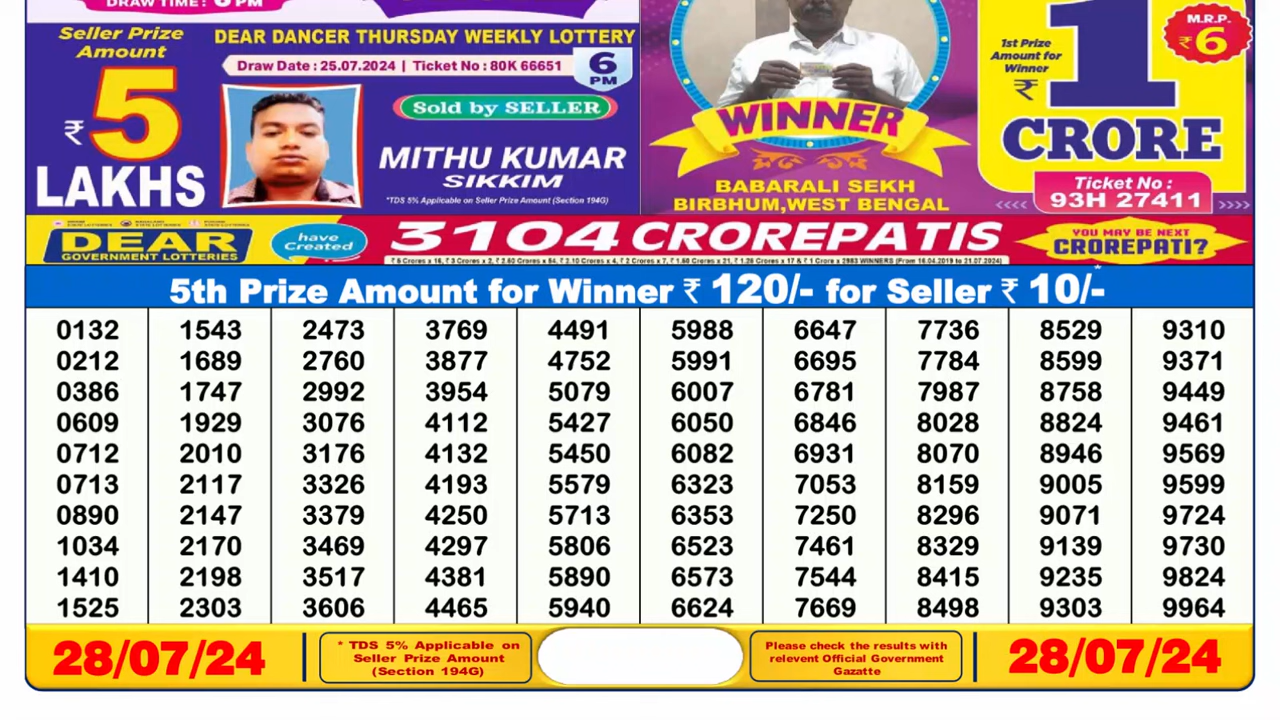 DRAW TIME: 6 PM
Seller Prize
Amount
₹ 5
LAKHS
DEAR DANCER THURSDAY WEEKLY LOTTERY
Draw Date : 25.07.2024 | Ticket No : 80K 66651
6
PM
Sold by SELLER
MITHU KUMAR
SIKKIM
*TDS 5% Applicable on Seller Prize Amount (Section 194G)
WINNER
BABARALI SEKH
BIRBHUM,WEST BENGAL
1st Prize
Amount for
Winner
₹ 1
CRORE
M.R.P.
₹ 6
Ticket No :
<<<< 93H 27411 >>>>
DEAR
GOVERNMENT LOTTERIES
have
Created
3104 CROREPATIS
YOU MAY BE NEXT
CROREPATI?
5th Prize Amount for Winner ₹ 120/- for Seller ₹ 10/-*
0132 1543 2473 3769 4491 5988 6647 7736 8529 9310
0212 1689 2760 3877 4752 5991 6695 7784 8599 9371
0386 1747 2992 3954 5079 6007 6781 7987 8758 9449
0609 1929 3076 4112 5427 6050 6846 8028 8824 9461
0712 2010 3176 4132 5450 6082 6931 8070 8946 9569
0713 2117 3326 4193 5579 6323 7053 8159 9005 9599
0890 2147 3379 4250 5713 6353 7250 8296 9071 9724
1034 2170 3469 4297 5806 6523 7461 8329 9139 9730
1410 2198 3517 4381 5890 6573 7544 8415 9235 9824
1525 2303 3606 4465 5940 6624 7669 8498 9303 9964
28/07/24
* TDS 5% Applicable on
Seller Prize Amount
(Section 194G)
Please check the results with
relevent Official Government
Gazatte
28/07/24